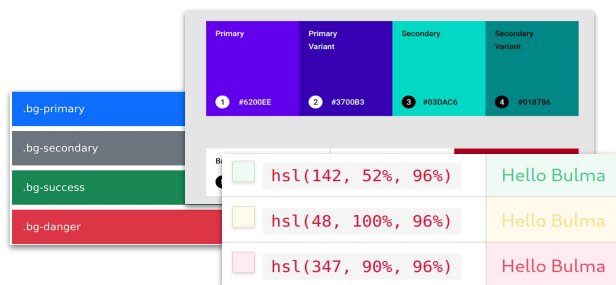 Primary
Primary
Variant
Secondary
Secondary
Variant
1 #6200EE
2 #3700B3
3 #03DAC6
4 #018786
.bg-primary
.bg-secondary
.bg-success
.bg-danger
hsl(142, 52%, 96%) Hello Bulma
hsl(48, 100%, 96%) Hello Bulma
hsl(347, 90%, 96%) Hello Bulma